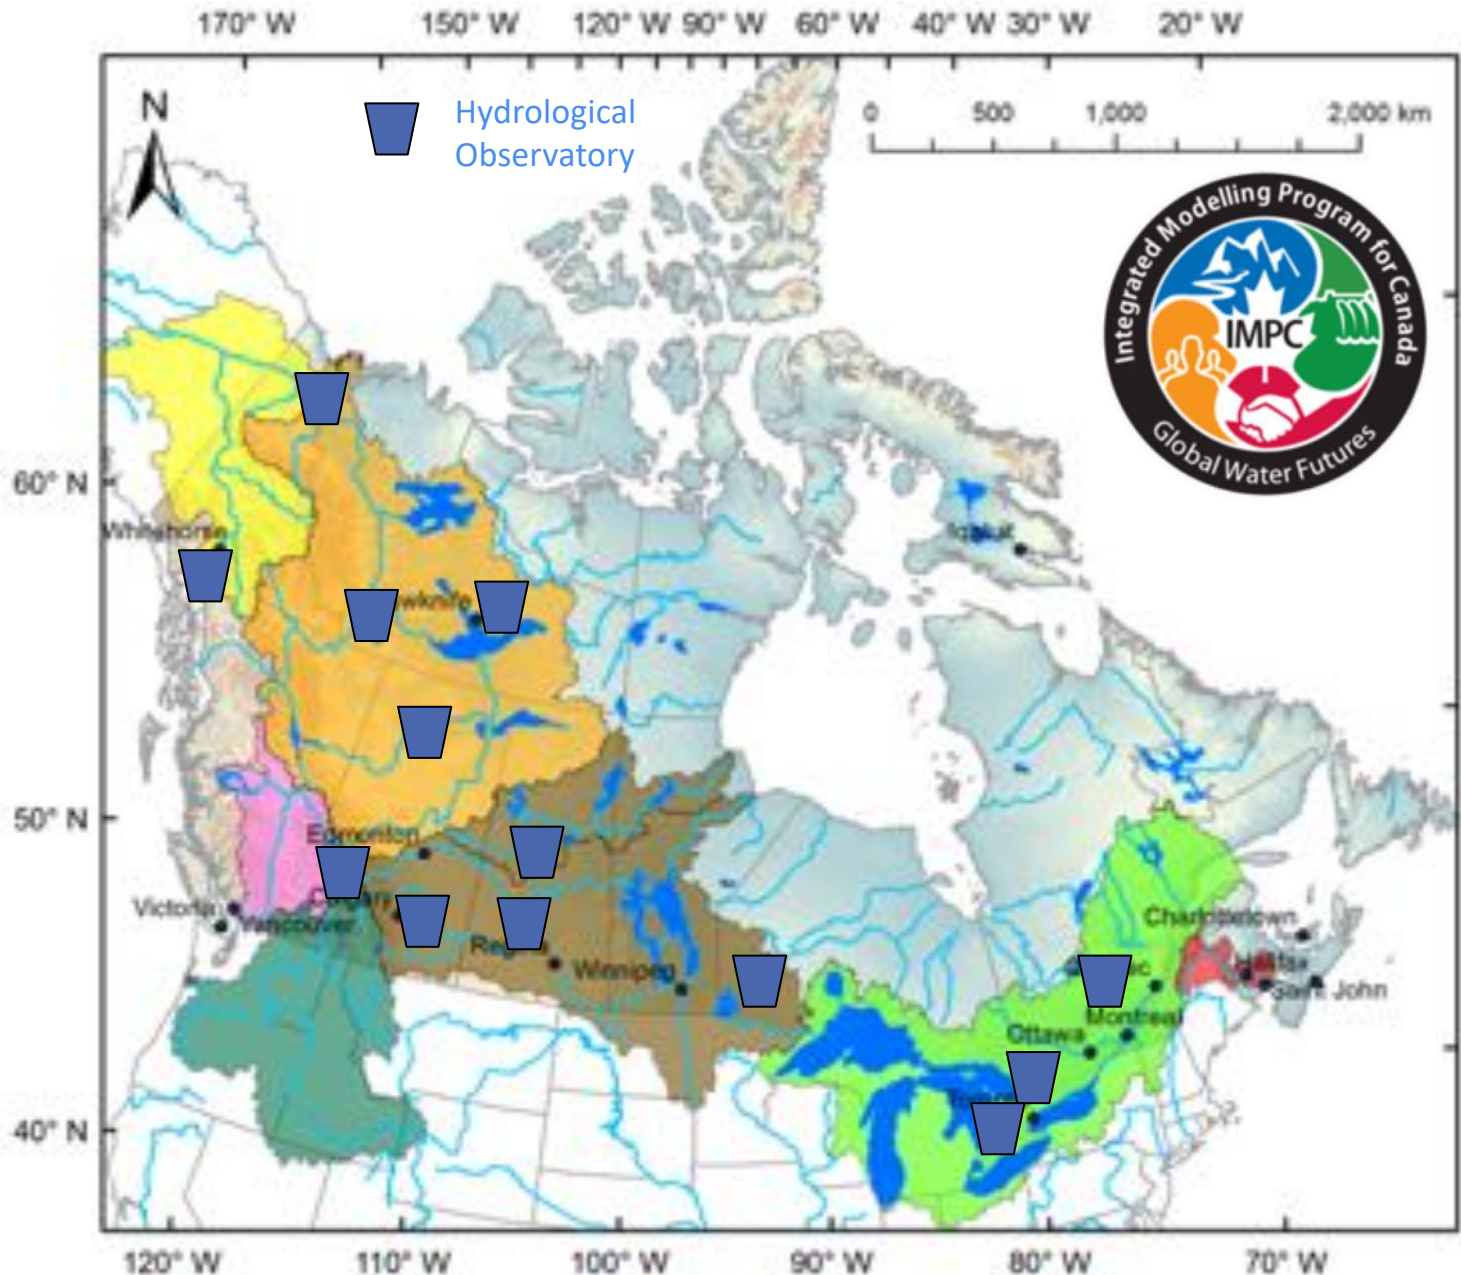 170° W 150° W 120° W 90° W 60° W 40° W 30° W 20° W
N
Hydrological
Observatory
0 500 1,000 2,000 km
Integrated Modelling Program for Canada
IMPC
Global Water Futures
60° N
Whitehorse
Iqaluit
wknife
50° N
Edmonton
Victoria
Vancouver
Charlottetown
Halifax
Winnipeg
Saint John
Montreal
Ottawa
40° N
120° W 110° W 100° W 90° W 80° W 70° W